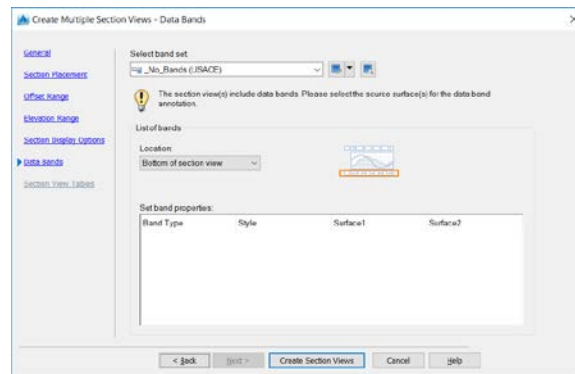 Create Multiple Section Views - Data Bands
General
Section Placement
Offset Range
Elevation Range
Section Display Options
Data Bands
Section View Tables
Select band set
_No_Bands (USACE)
The section view(s) include data bands. Please select the source surface(s) for the data band
annotation.
List of bands
Location:
Bottom of section view
Set band properties:
Band Type Style Surface1 Surface2
< Back Next > Create Section Views Cancel Help